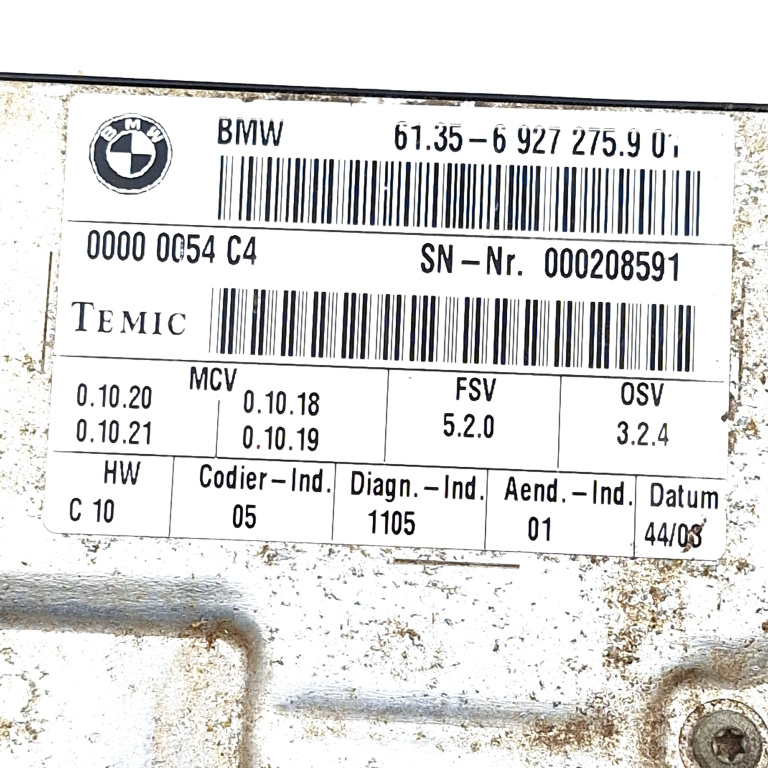 BMW
BMW 61.35-6 927 275.9 01
0000 0054 C4 SN-Nr. 000208591
TEMIC
MCV FSV OSV
0.10.20 0.10.18 5.2.0 3.2.4
0.10.21 0.10.19
HW Codier-Ind. Diagn.-Ind. Aend.-Ind. Datum
C 10 05 1105 01 44/03